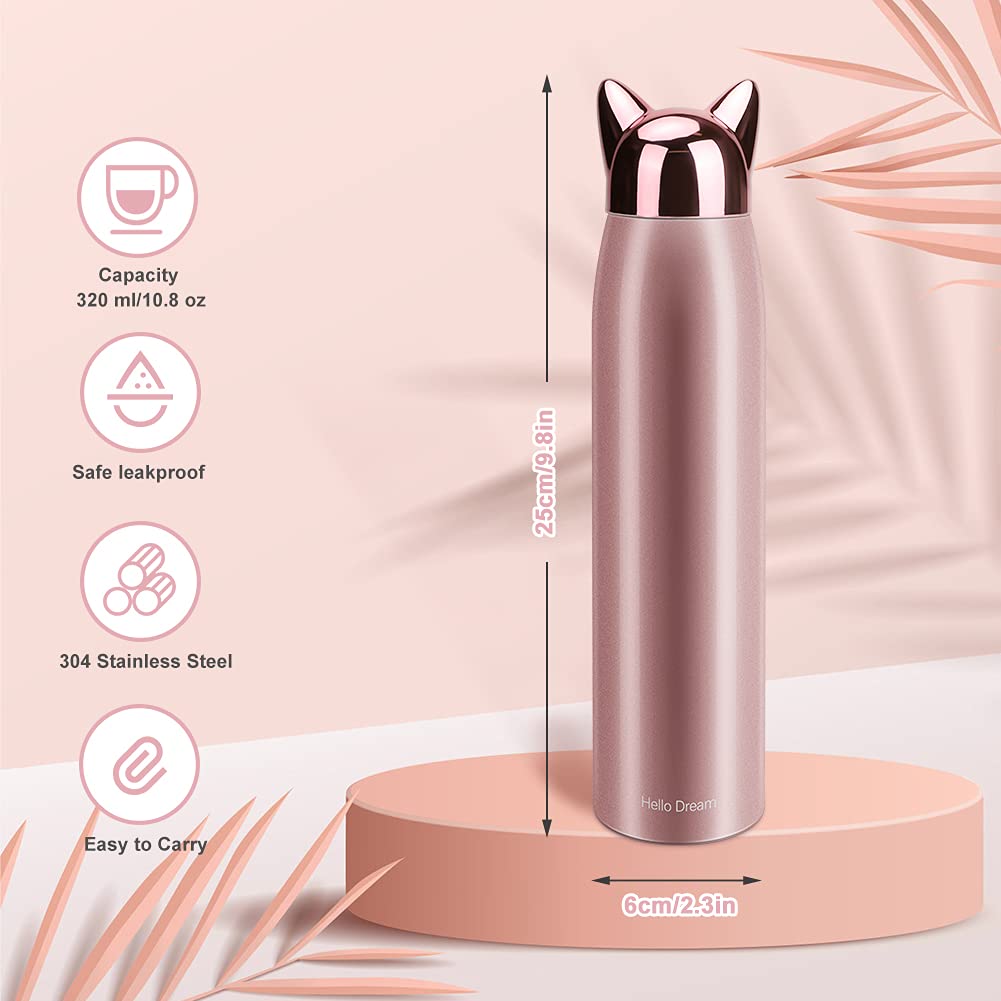 Capacity
320 ml/10.8 oz
Safe leakproof
304 Stainless Steel
Easy to Carry
25cm/9.8in
Hello Dream
6cm/2.3in